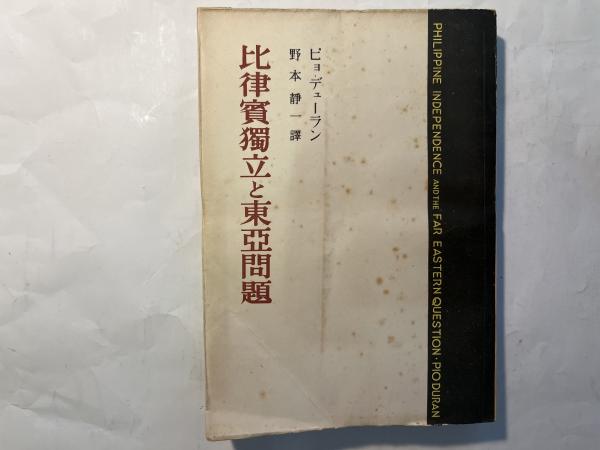 PHILIPPINE INDEPENDENCE AND THE FAR EASTERN QUESTION・PIO DURAN
ピョ・デューラン
野本靜一譯
比律賓獨立と東亞問題